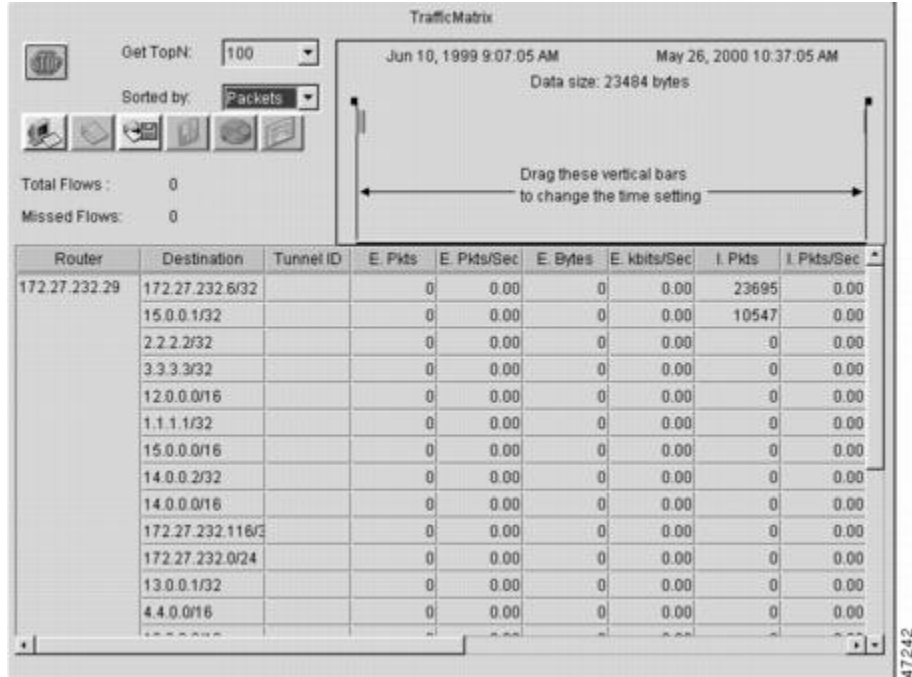 TrafficMatrix
Get TopN: 100
Sorted by: Packets
Total Flows : 0
Missed Flows: 0
Jun 10, 1999 9:07:05 AM May 26, 2000 10:37:05 AM
Data size: 23484 bytes
Drag these vertical bars
to change the time setting
Router Destination Tunnel ID E. Pkts E. Pkts/Sec E. Bytes E. kbits/Sec I. Pkts I. Pkts/Sec
172.27.232.29 172.27.232.6/32 0 0.00 0 0.00 23695 0.00
15.0.0.1/32 0 0.00 0 0.00 10547 0.00
2.2.2.2/32 0 0.00 0 0.00 0 0.00
3.3.3.3/32 0 0.00 0 0.00 0 0.00
12.0.0.0/16 0 0.00 0 0.00 0 0.00
1.1.1.1/32 0 0.00 0 0.00 0 0.00
15.0.0.0/16 0 0.00 0 0.00 0 0.00
14.0.0.2/32 0 0.00 0 0.00 0 0.00
14.0.0.0/16 0 0.00 0 0.00 0 0.00
172.27.232.116/3 0 0.00 0 0.00 0 0.00
172.27.232.0/24 0 0.00 0 0.00 0 0.00
13.0.0.1/32 0 0.00 0 0.00 0 0.00
4.4.0.0/16 0 0.00 0 0.00 0 0.00
47242